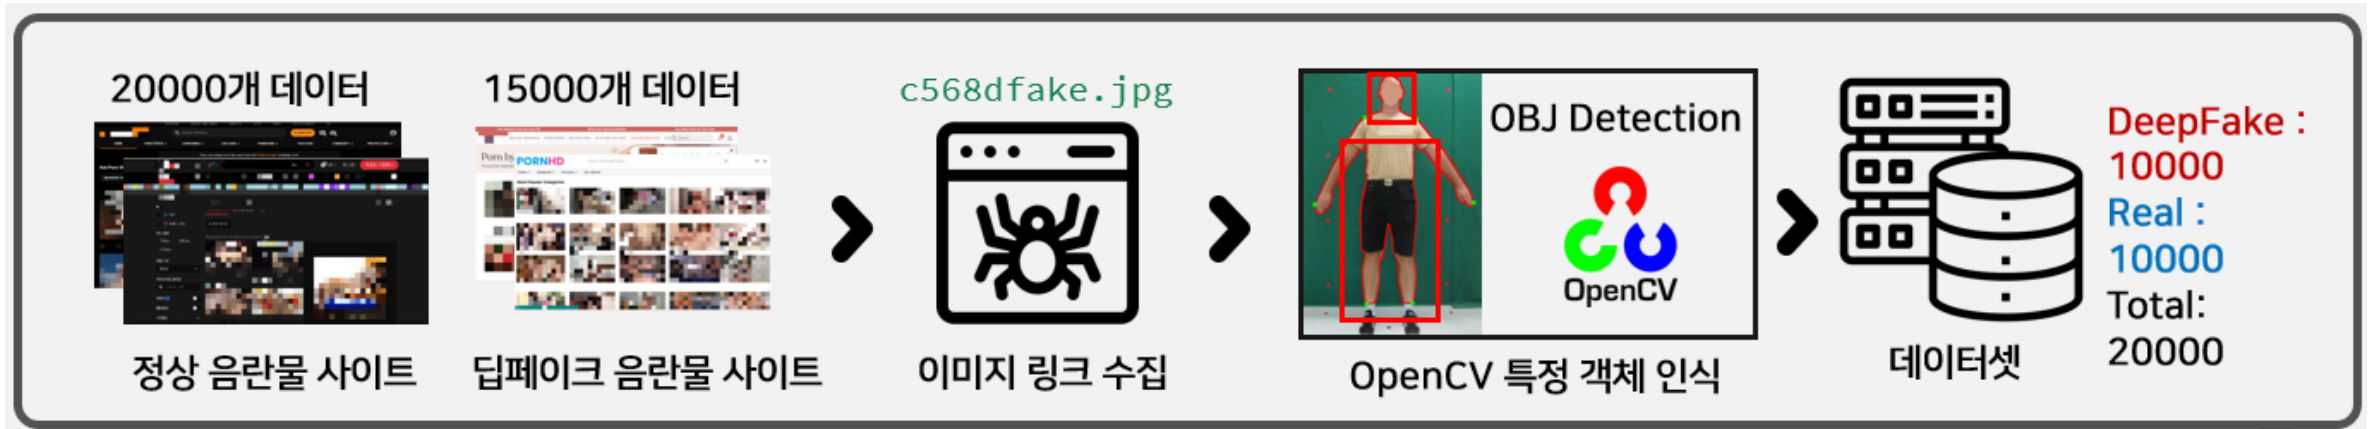 20000개 데이터
정상 음란물 사이트
15000개 데이터
Porn
PORNHD
딥페이크 음란물 사이트
c568dfake.jpg
이미지 링크 수집
OBJ Detection
OpenCV
OpenCV 특정 객체 인식
데이터셋
DeepFake :
10000
Real :
10000
Total:
20000